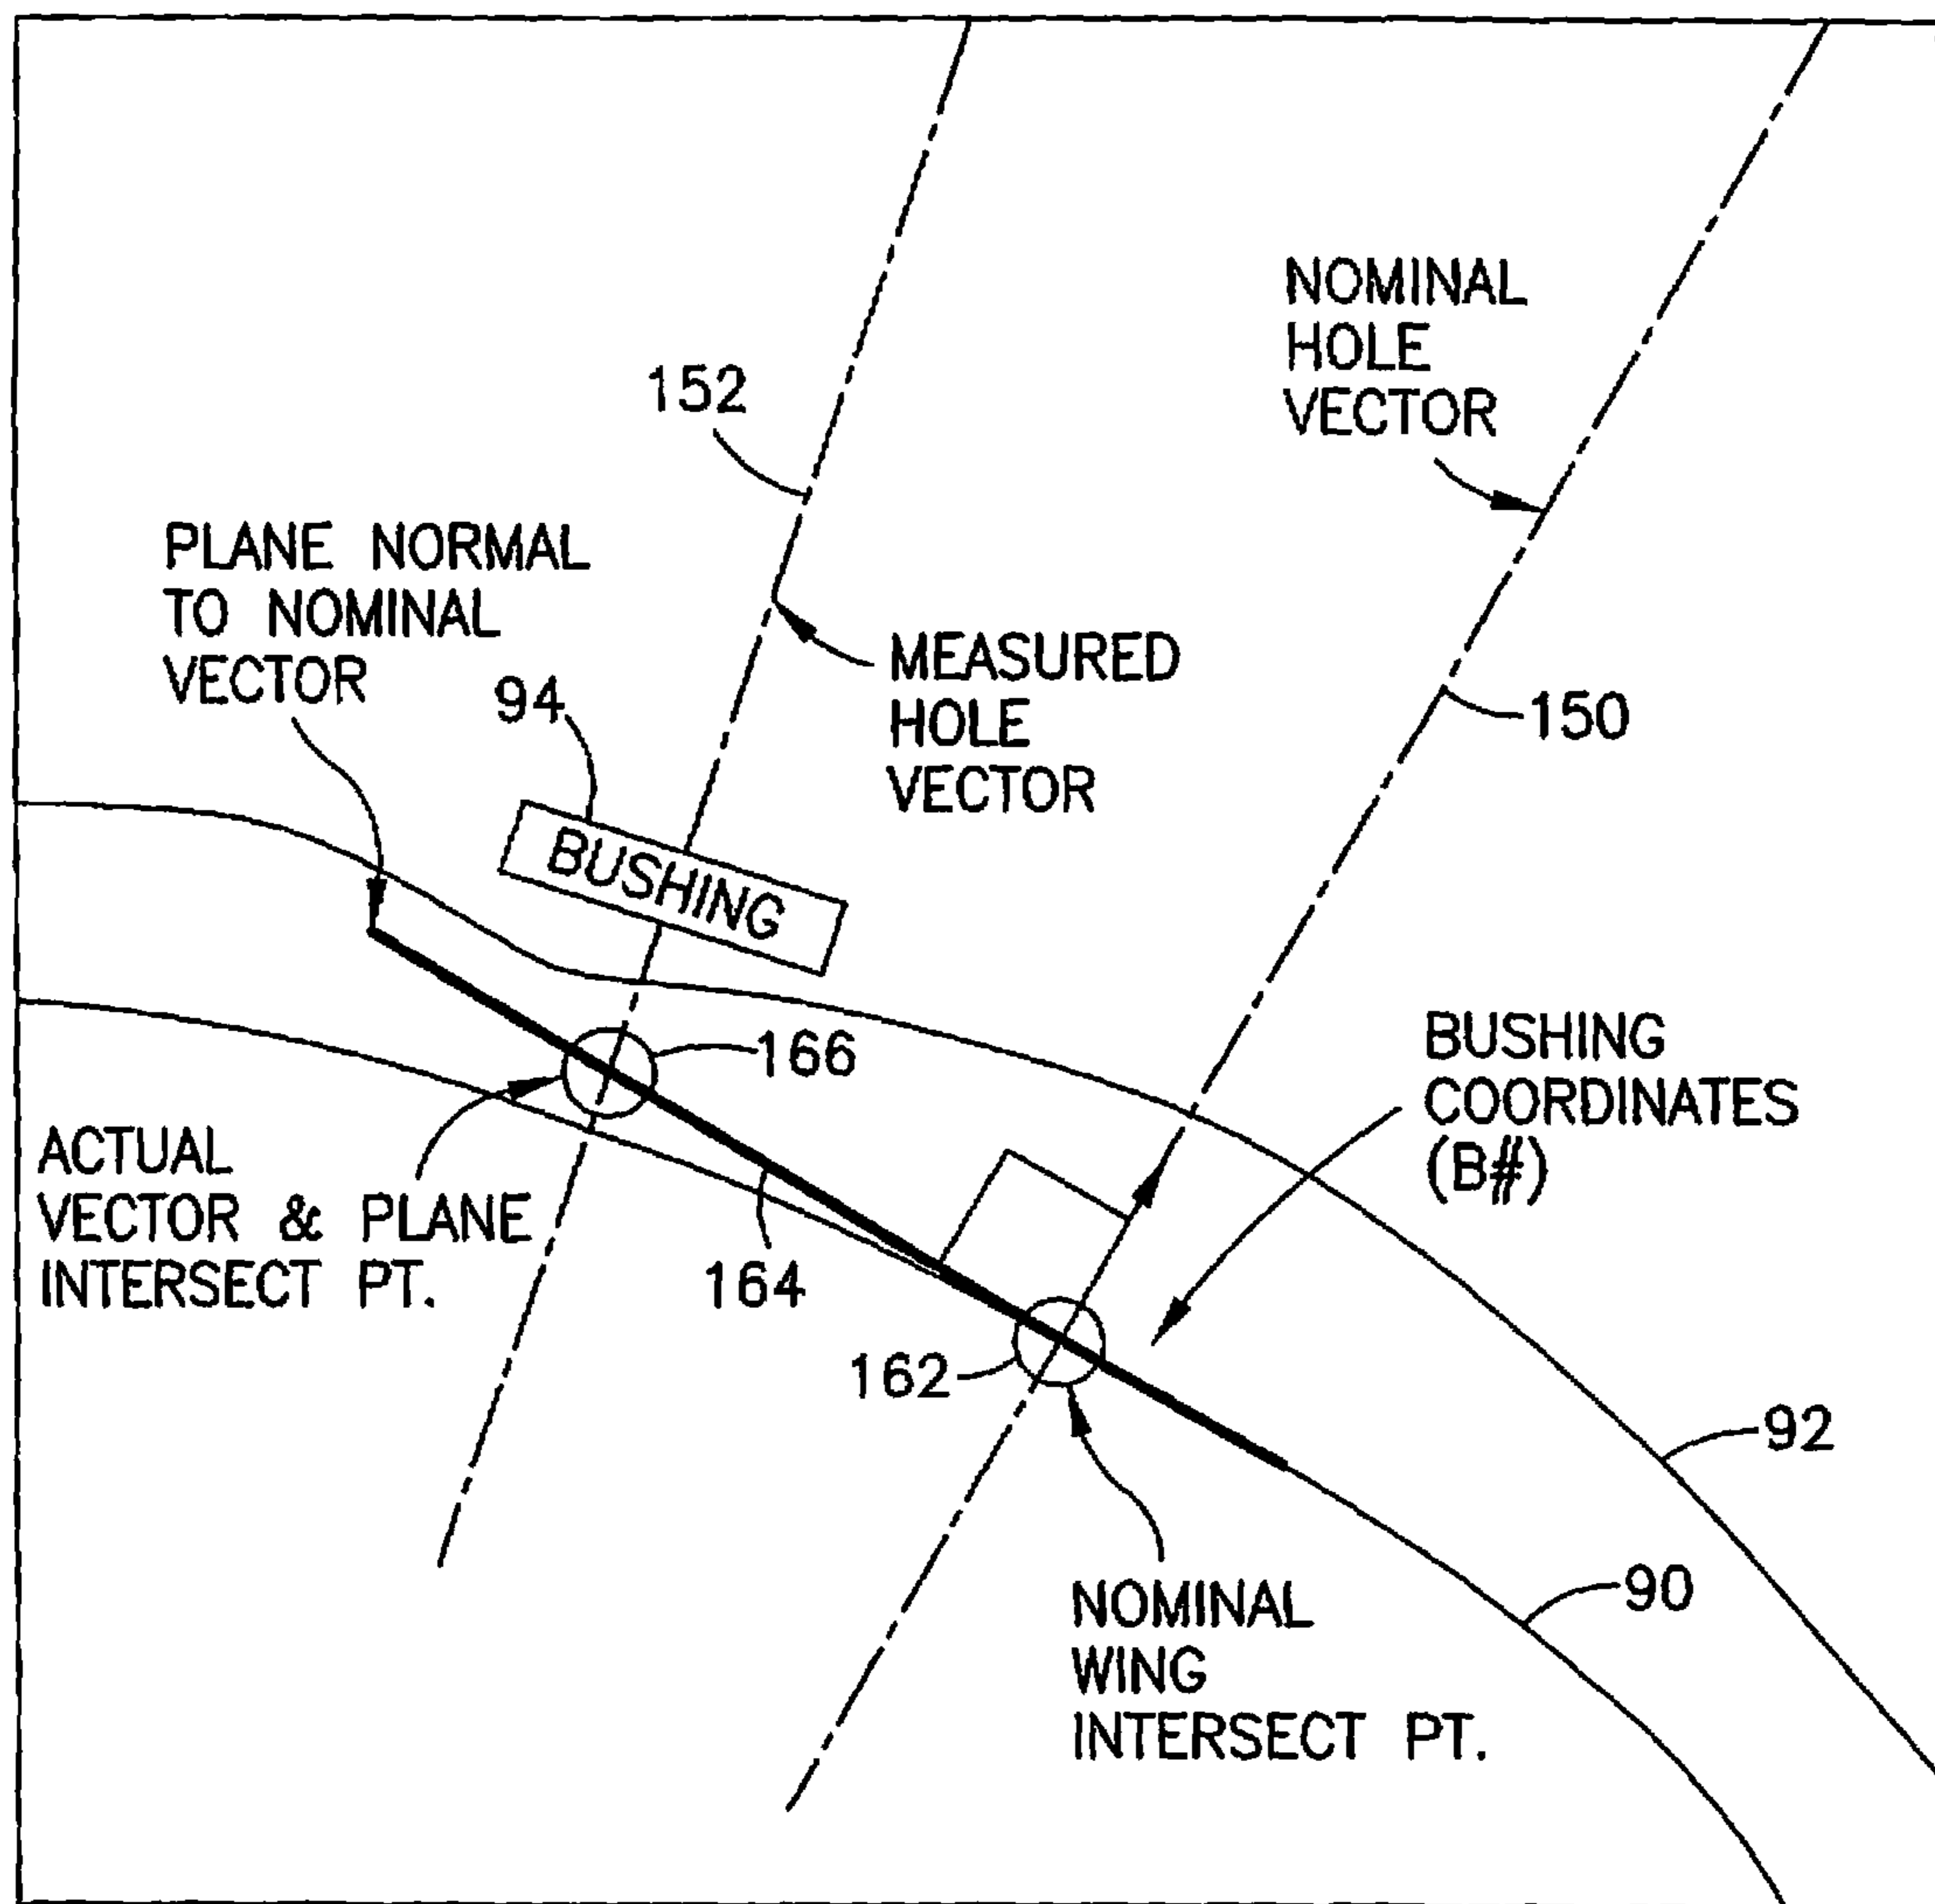 NOMINAL
HOLE
VECTOR
152
PLANE NORMAL
TO NOMINAL
VECTOR
94
MEASURED
HOLE
VECTOR
150
BUSHING
166
BUSHING
COORDINATES
(B#)
ACTUAL
VECTOR & PLANE
INTERSECT PT.
164
162
92
90
NOMINAL
WING
INTERSECT PT.